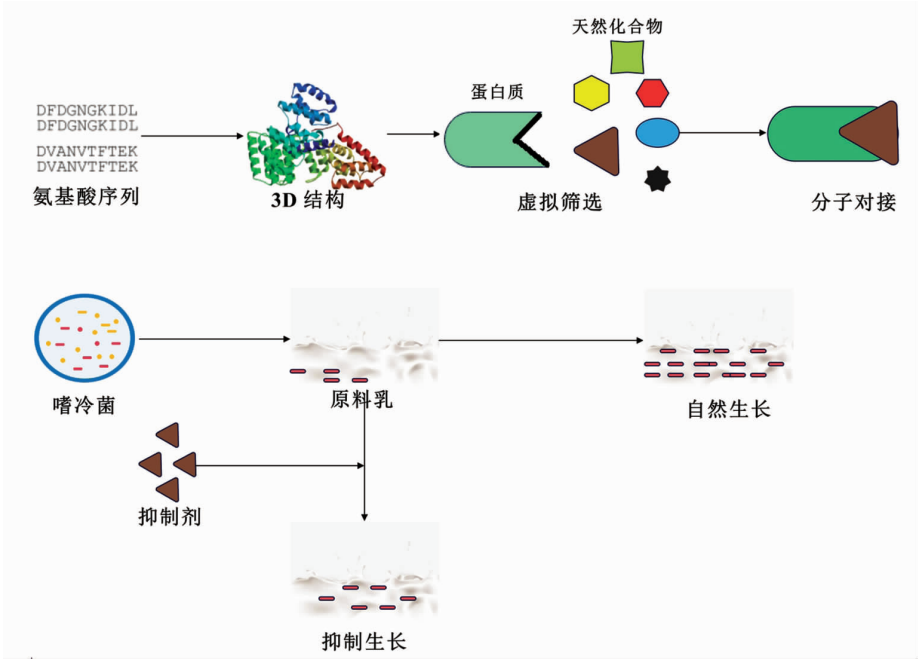 天然化合物
蛋白质
DFDGNGKIDL
DFDGNGKIDL
DVANVTFTEK
DVANVTFTEK
氨基酸序列
3D 结构
虚拟筛选
分子对接
嗜冷菌
原料乳
自然生长
抑制剂
抑制生长